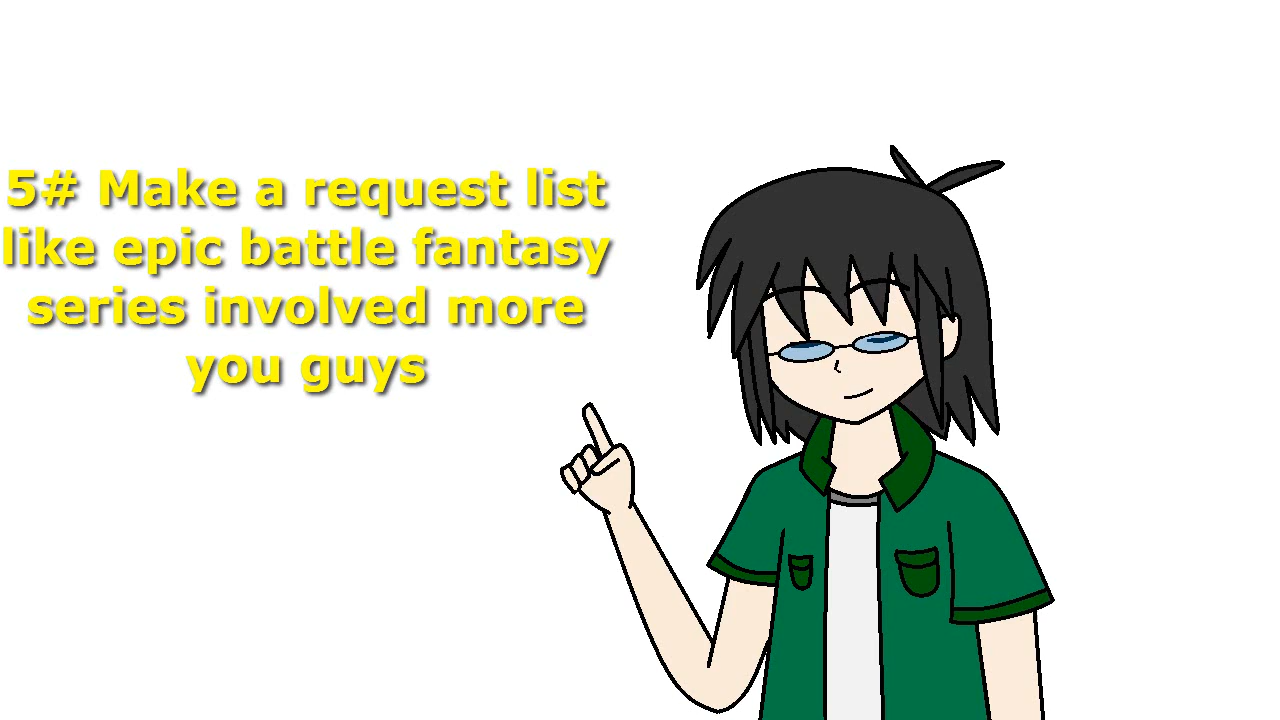 5# Make a request list
like epic battle fantasy
series involved more
you guys